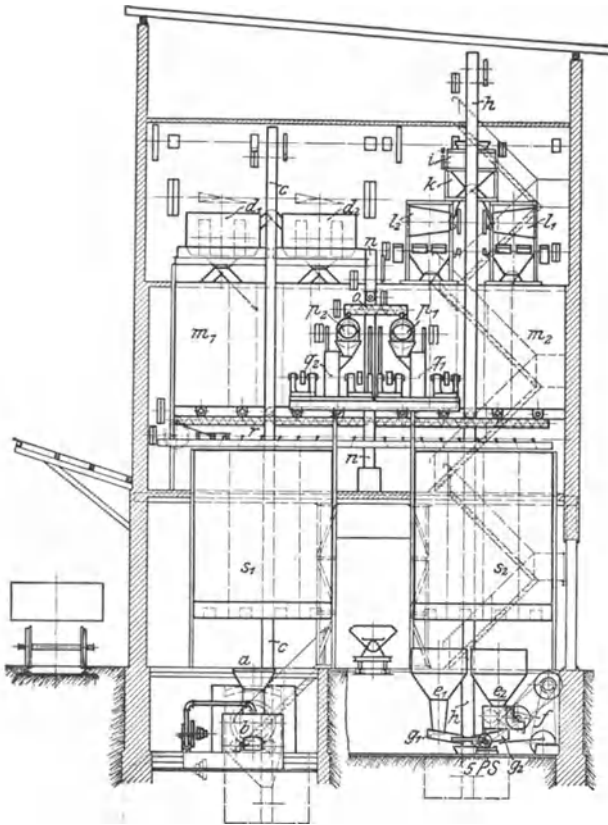 h
i
c
k
d₁ d₂ l₂ l₁
n
o
p₂ p₁
m₁ m₂
q₂ q₁
r
n
s₁ s₂
c
a
e₁ e₂
h f
b
g₁ g₂
5 PS